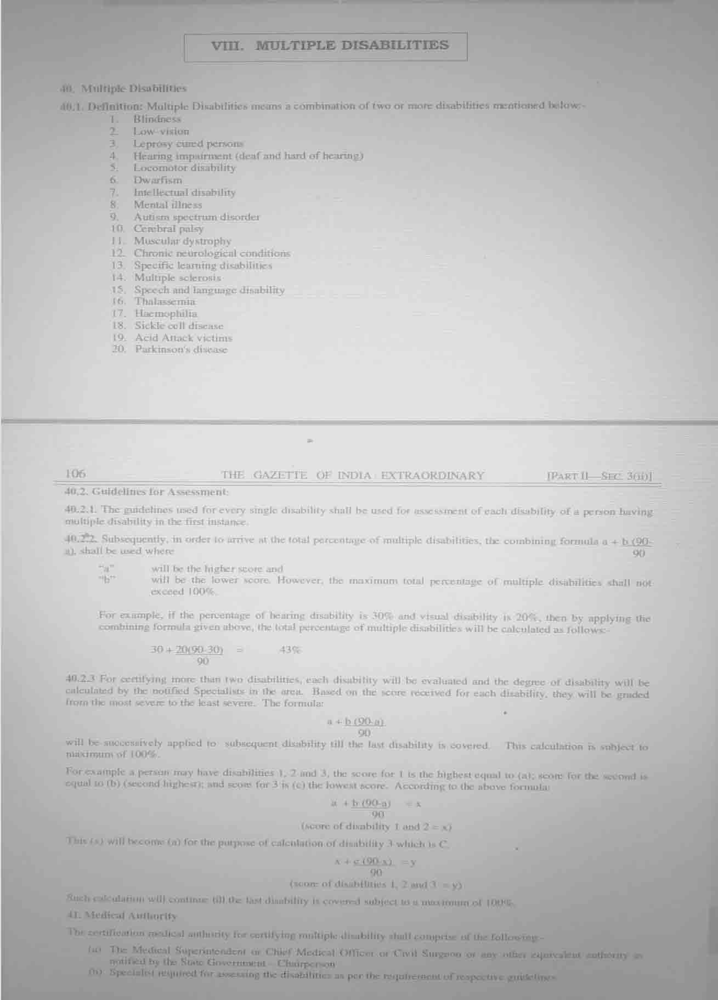 VIII. MULTIPLE DISABILITIES
40. Multiple Disabilities
40.1. Definition: Multiple Disabilities means a combination of two or more disabilities mentioned below:-
1. Blindness
2. Low-vision
3. Leprosy cured persons
4. Hearing impairment (deaf and hard of hearing)
5. Locomotor disability
6. Dwarfism
7. Intellectual disability
8. Mental illness
9. Autism spectrum disorder
10. Cerebral palsy
11. Muscular dystrophy
12. Chronic neurological conditions
13. Specific learning disabilities
14. Multiple sclerosis
15. Speech and language disability
16. Thalassemia
17. Haemophilia
18. Sickle cell disease
19. Acid Attack victims
20. Parkinson's disease
106 THE GAZETTE OF INDIA : EXTRAORDINARY [PART II—SEC. 3(ii)]
40.2. Guidelines for Assessment:
40.2.1. The guidelines used for every single disability shall be used for assessment of each disability of a person having
multiple disability in the first instance.
40.2.2. Subsequently, in order to arrive at the total percentage of multiple disabilities, the combining formula a + b (90-
a), shall be used where 90
"a" will be the higher score and
"b" will be the lower score. However, the maximum total percentage of multiple disabilities shall not
exceed 100%.
For example, if the percentage of hearing disability is 30% and visual disability is 20%, then by applying the
combining formula given above, the total percentage of multiple disabilities will be calculated as follows:-
30 + 20(90-30) = 43%
90
40.2.3 For certifying more than two disabilities, each disability will be evaluated and the degree of disability will be
calculated by the notified Specialists in the area. Based on the score received for each disability, they will be graded
from the most severe to the least severe. The formula:
a + b (90-a)
90
will be successively applied to subsequent disability till the last disability is covered. This calculation is subject to
maximum of 100%.
For example a person may have disabilities 1, 2 and 3, the score for 1 is the highest equal to (a); score for the second is
equal to (b) (second highest); and score for 3 is (c) the lowest score. According to the above formula:
a + b (90-a) = x
90
(score of disability 1 and 2 = x)
This (x) will become (a) for the purpose of calculation of disability 3 which is C.
x + c (90-x) = y
90
(score of disabilities 1, 2 and 3 = y)
Such calculation will continue till the last disability is covered subject to a maximum of 100%.
41. Medical Authority
The certification medical authority for certifying multiple disability shall comprise of the following:-
(a) The Medical Superintendent or Chief Medical Officer or Civil Surgeon or any other equivalent authority as
notified by the State Government - Chairperson
(b) Specialist required for assessing the disabilities as per the requirement of respective guidelines